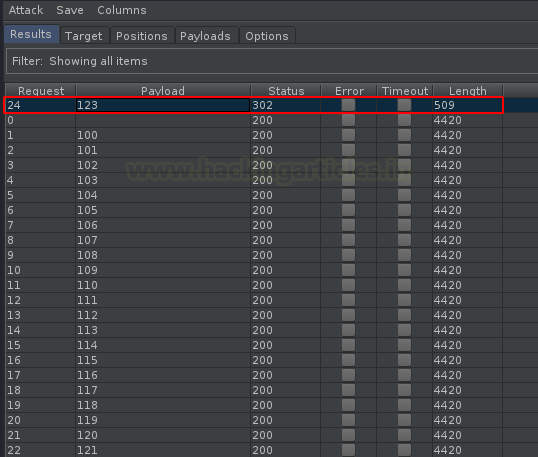 Attack Save Columns
Results Target Positions Payloads Options
Filter: Showing all items
Request Payload Status Error Timeout Length
24 123 302 509
0 200 4420
1 100 200 4420
2 101 200 4420
3 102 200 4420
www.hackingarticles.in
4 103 200 4420
5 104 200 4420
6 105 200 4420
7 106 200 4420
8 107 200 4420
9 108 200 4420
10 109 200 4420
11 110 200 4420
12 111 200 4420
13 112 200 4420
14 113 200 4420
15 114 200 4420
16 115 200 4420
17 116 200 4420
18 117 200 4420
19 118 200 4420
20 119 200 4420
21 120 200 4420
22 121 200 4420